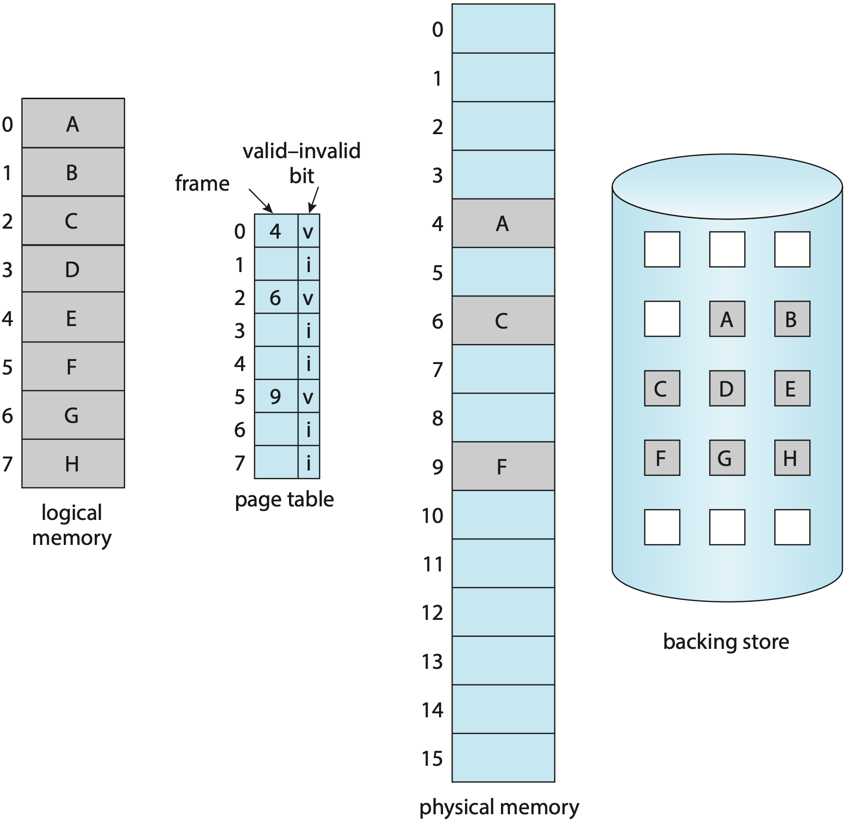 0 A
1 B
2 C
3 D
4 E
5 F
6 G
7 H
logical
memory
valid–invalid
bit
frame
0 4 v
1 i
2 6 v
3 i
4 i
5 9 v
6 i
7 i
page table
0
1
2
3
4 A
5
6 C
7
8
9 F
10
11
12
13
14
15
physical memory
A B
C D E
F G H
backing store